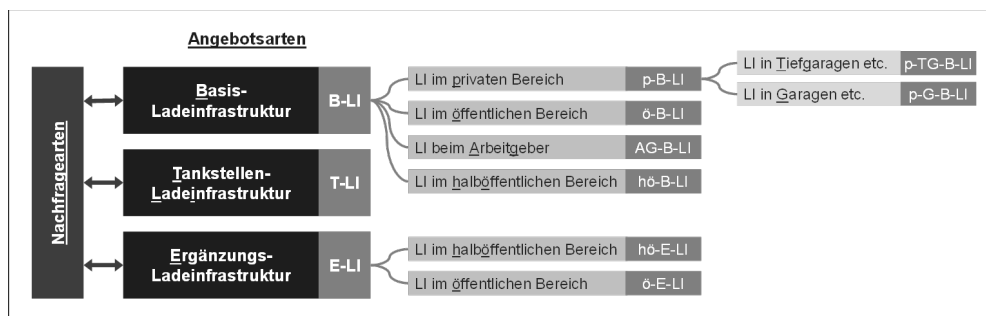 Angebotsarten
Nachfragearten
Basis-
Ladeinfrastruktur
B-LI
LI im privaten Bereich
p-B-LI
LI in Tiefgaragen etc.
p-TG-B-LI
LI in Garagen etc.
p-G-B-LI
LI im öffentlichen Bereich
ö-B-LI
LI beim Arbeitgeber
AG-B-LI
LI im halböffentlichen Bereich
hö-B-LI
Tankstellen-
Ladeinfrastruktur
T-LI
Ergänzungs-
Ladeinfrastruktur
E-LI
LI im halböffentlichen Bereich
hö-E-LI
LI im öffentlichen Bereich
ö-E-LI